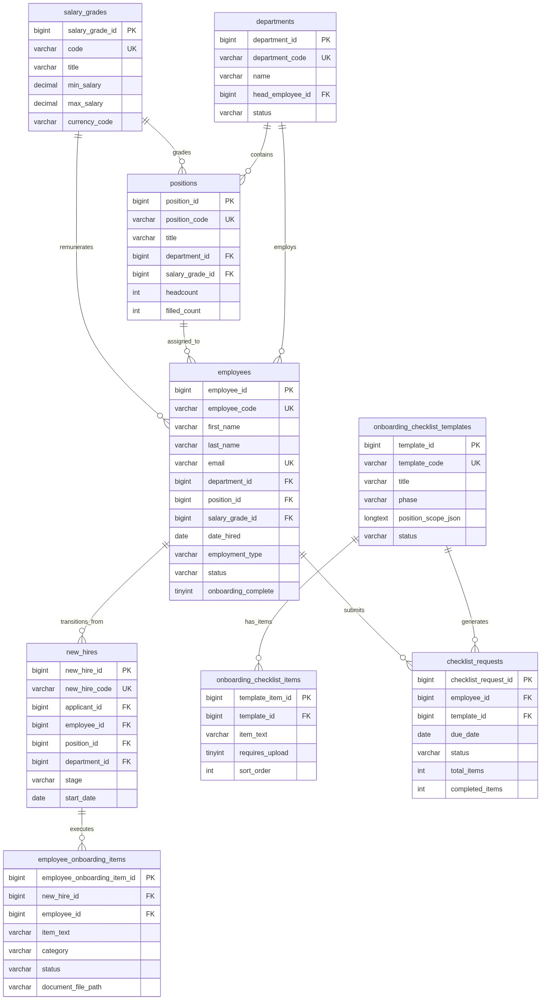 salary_grades
bigint salary_grade_id PK
varchar code UK
varchar title
decimal min_salary
decimal max_salary
varchar currency_code
departments
bigint department_id PK
varchar department_code UK
varchar name
bigint head_employee_id FK
varchar status
grades
contains
positions
bigint position_id PK
varchar position_code UK
varchar title
bigint department_id FK
bigint salary_grade_id FK
int headcount
int filled_count
remunerates
employs
assigned_to
employees
bigint employee_id PK
varchar employee_code UK
varchar first_name
varchar last_name
varchar email UK
bigint department_id FK
bigint position_id FK
bigint salary_grade_id FK
date date_hired
varchar employment_type
varchar status
tinyint onboarding_complete
onboarding_checklist_templates
bigint template_id PK
varchar template_code UK
varchar title
varchar phase
longtext position_scope_json
varchar status
transitions_from
has_items
submits
generates
new_hires
bigint new_hire_id PK
varchar new_hire_code UK
bigint applicant_id FK
bigint employee_id FK
bigint position_id FK
bigint department_id FK
varchar stage
date start_date
onboarding_checklist_items
bigint template_item_id PK
bigint template_id FK
varchar item_text
tinyint requires_upload
int sort_order
checklist_requests
bigint checklist_request_id PK
bigint employee_id FK
bigint template_id FK
date due_date
varchar status
int total_items
int completed_items
executes
employee_onboarding_items
bigint employee_onboarding_item_id PK
bigint new_hire_id FK
bigint employee_id FK
varchar item_text
varchar category
varchar status
varchar document_file_path